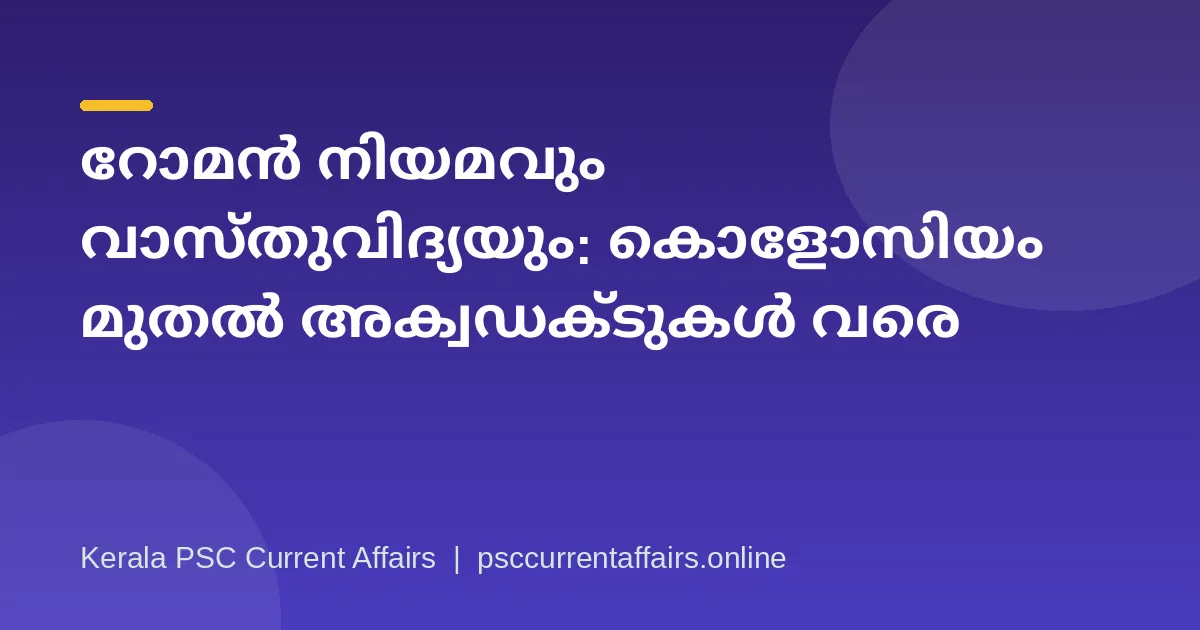 റോമൻ നിയമവും
വാസ്തുവിദ്യയും: കൊളോസിയം
മുതൽ അക്വഡക്ടുകൾ വരെ
Kerala PSC Current Affairs | psccurrentaffairs.online